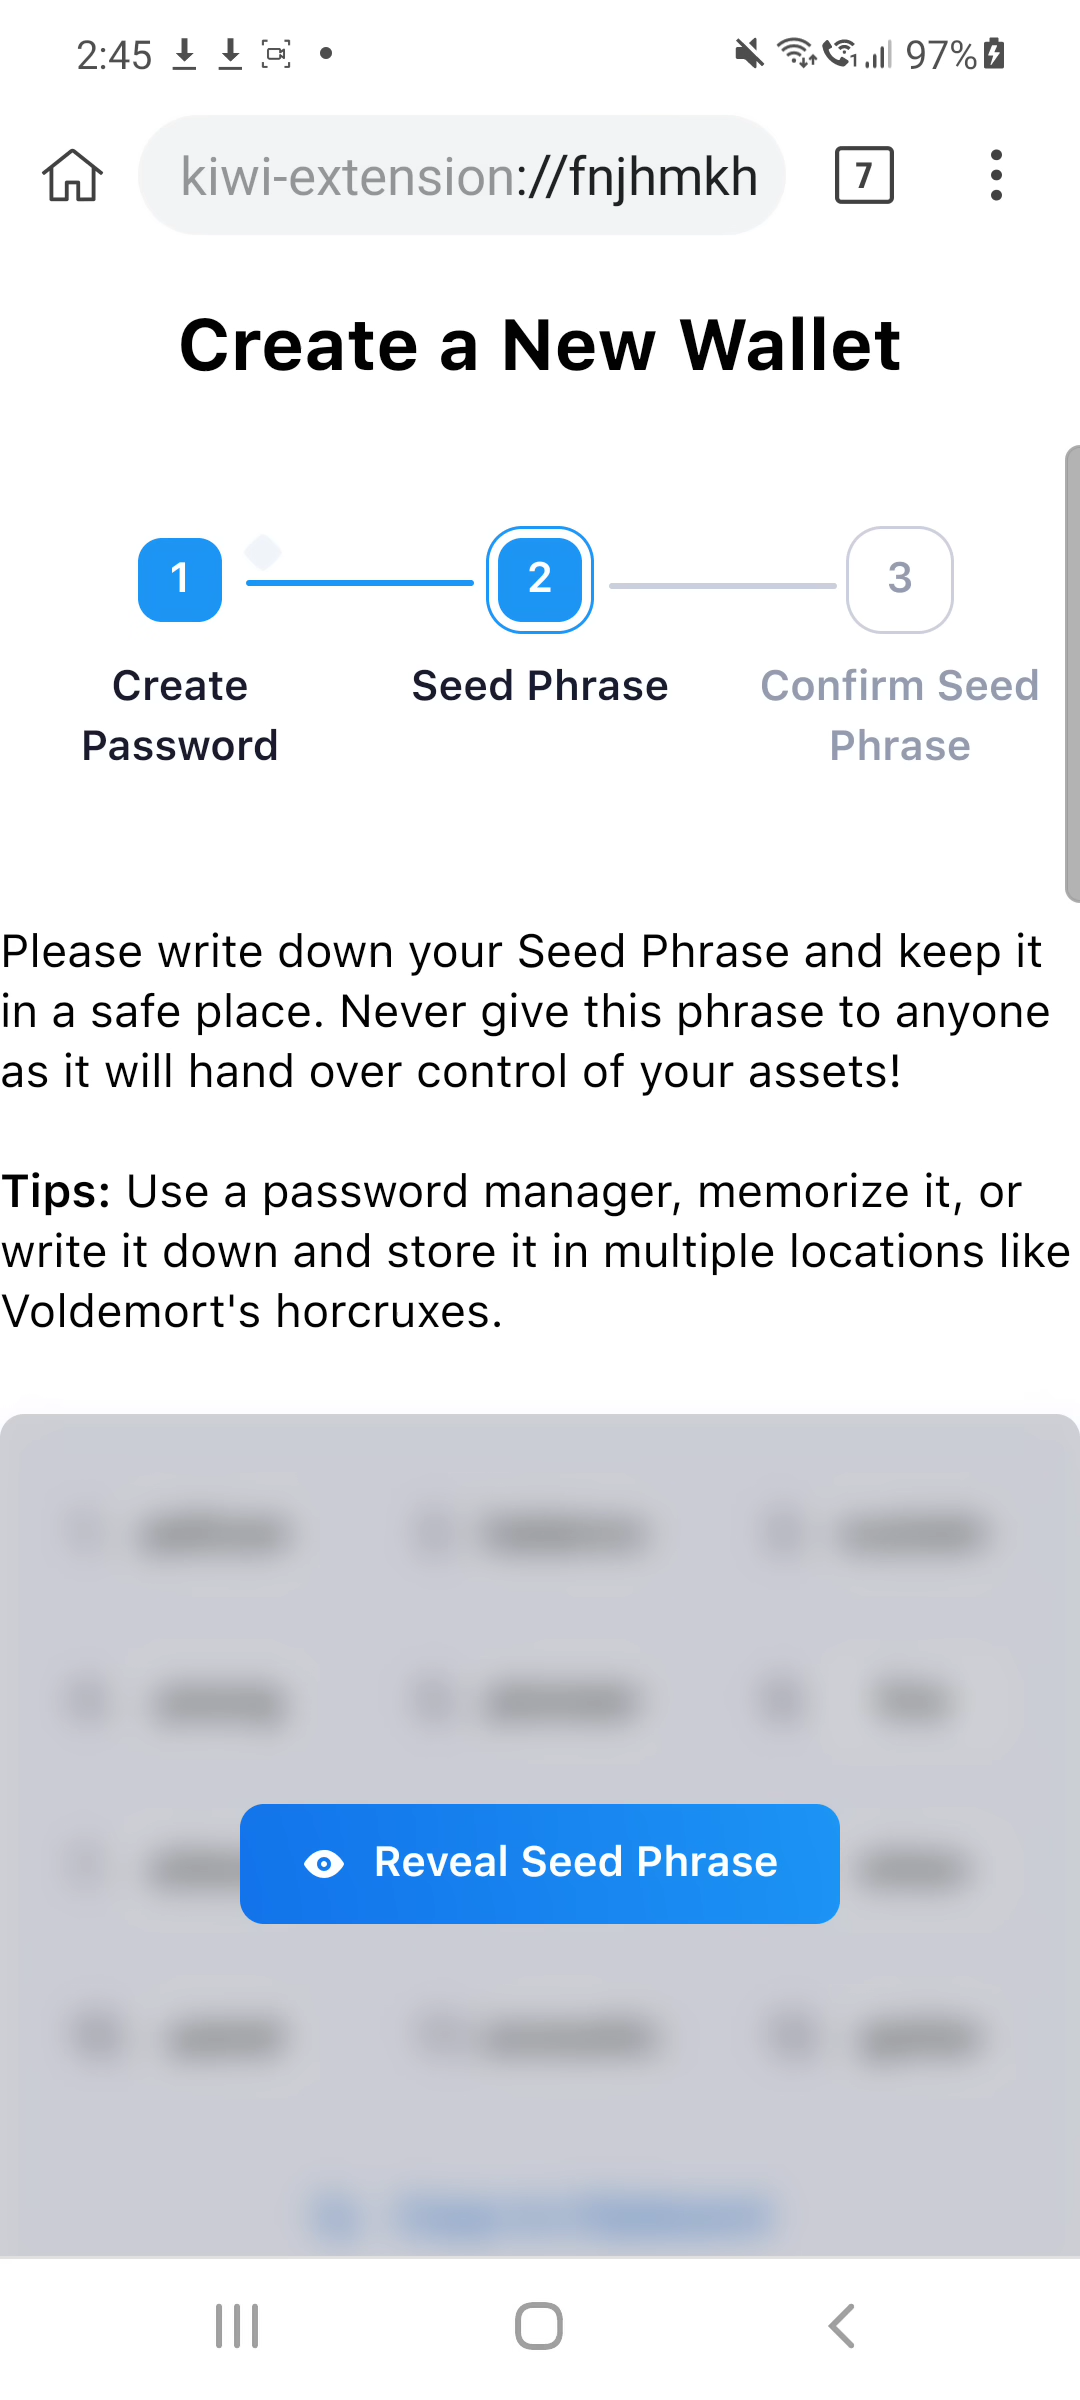 2:45
97%
kiwi-extension://fnjhmkh
7
Create a New Wallet
1
2
3
Create
Password
Seed Phrase
Confirm Seed
Phrase
Please write down your Seed Phrase and keep it
in a safe place. Never give this phrase to anyone
as it will hand over control of your assets!
Tips: Use a password manager, memorize it, or
write it down and store it in multiple locations like
Voldemort's horcruxes.
Reveal Seed Phrase